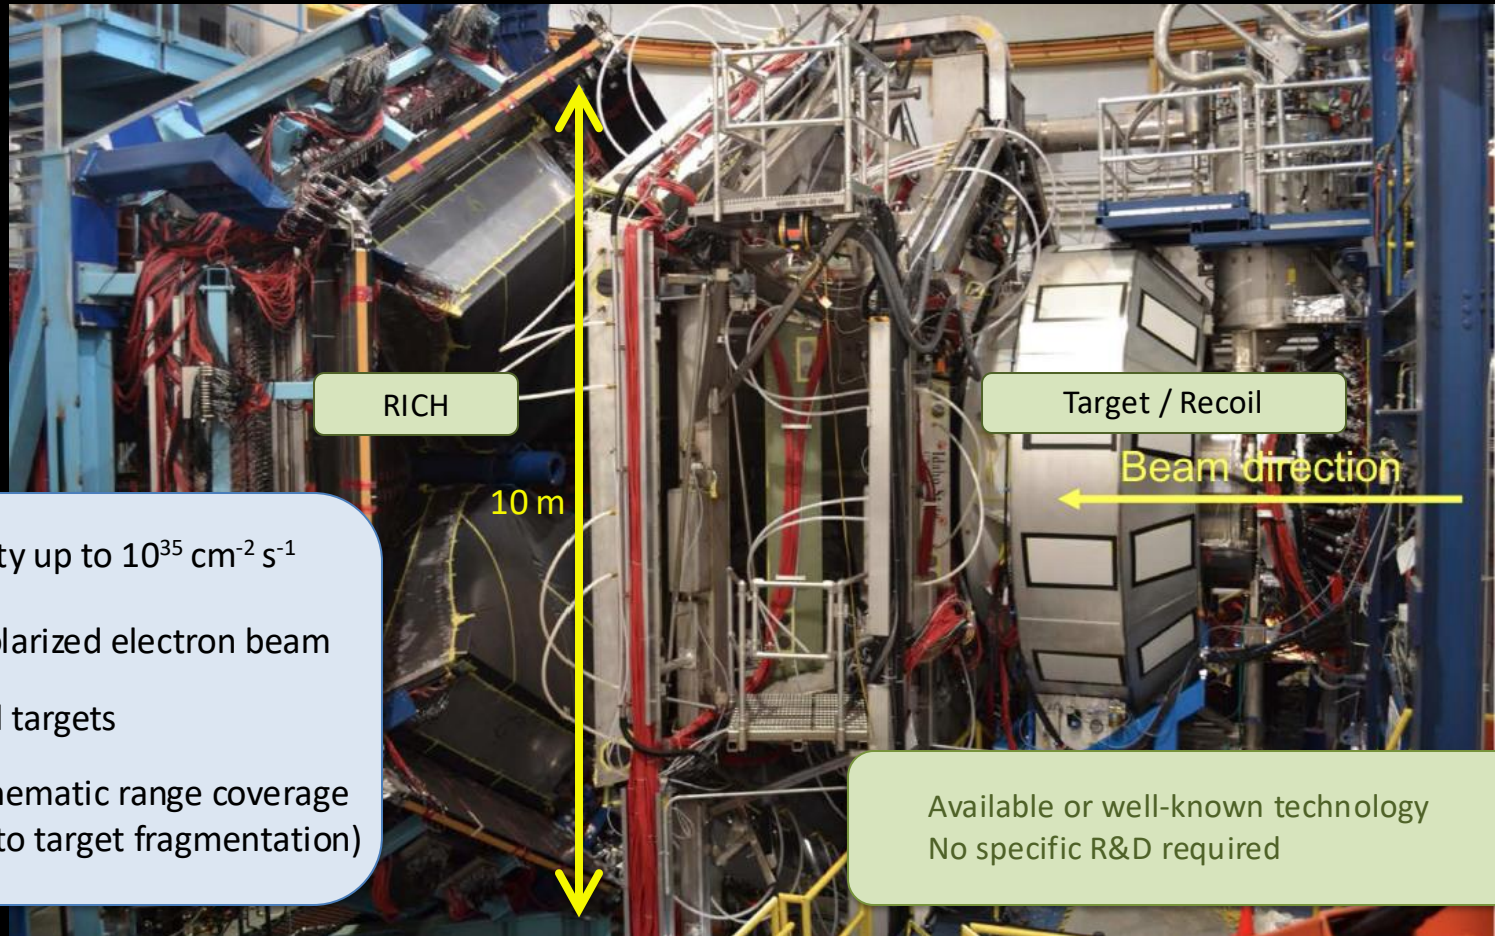 RICH
Target / Recoil
Beam direction
10 m
ty up to 10³⁵ cm⁻² s⁻¹
olarized electron beam
d targets
nematic range coverage
to target fragmentation)
Available or well-known technology
No specific R&D required